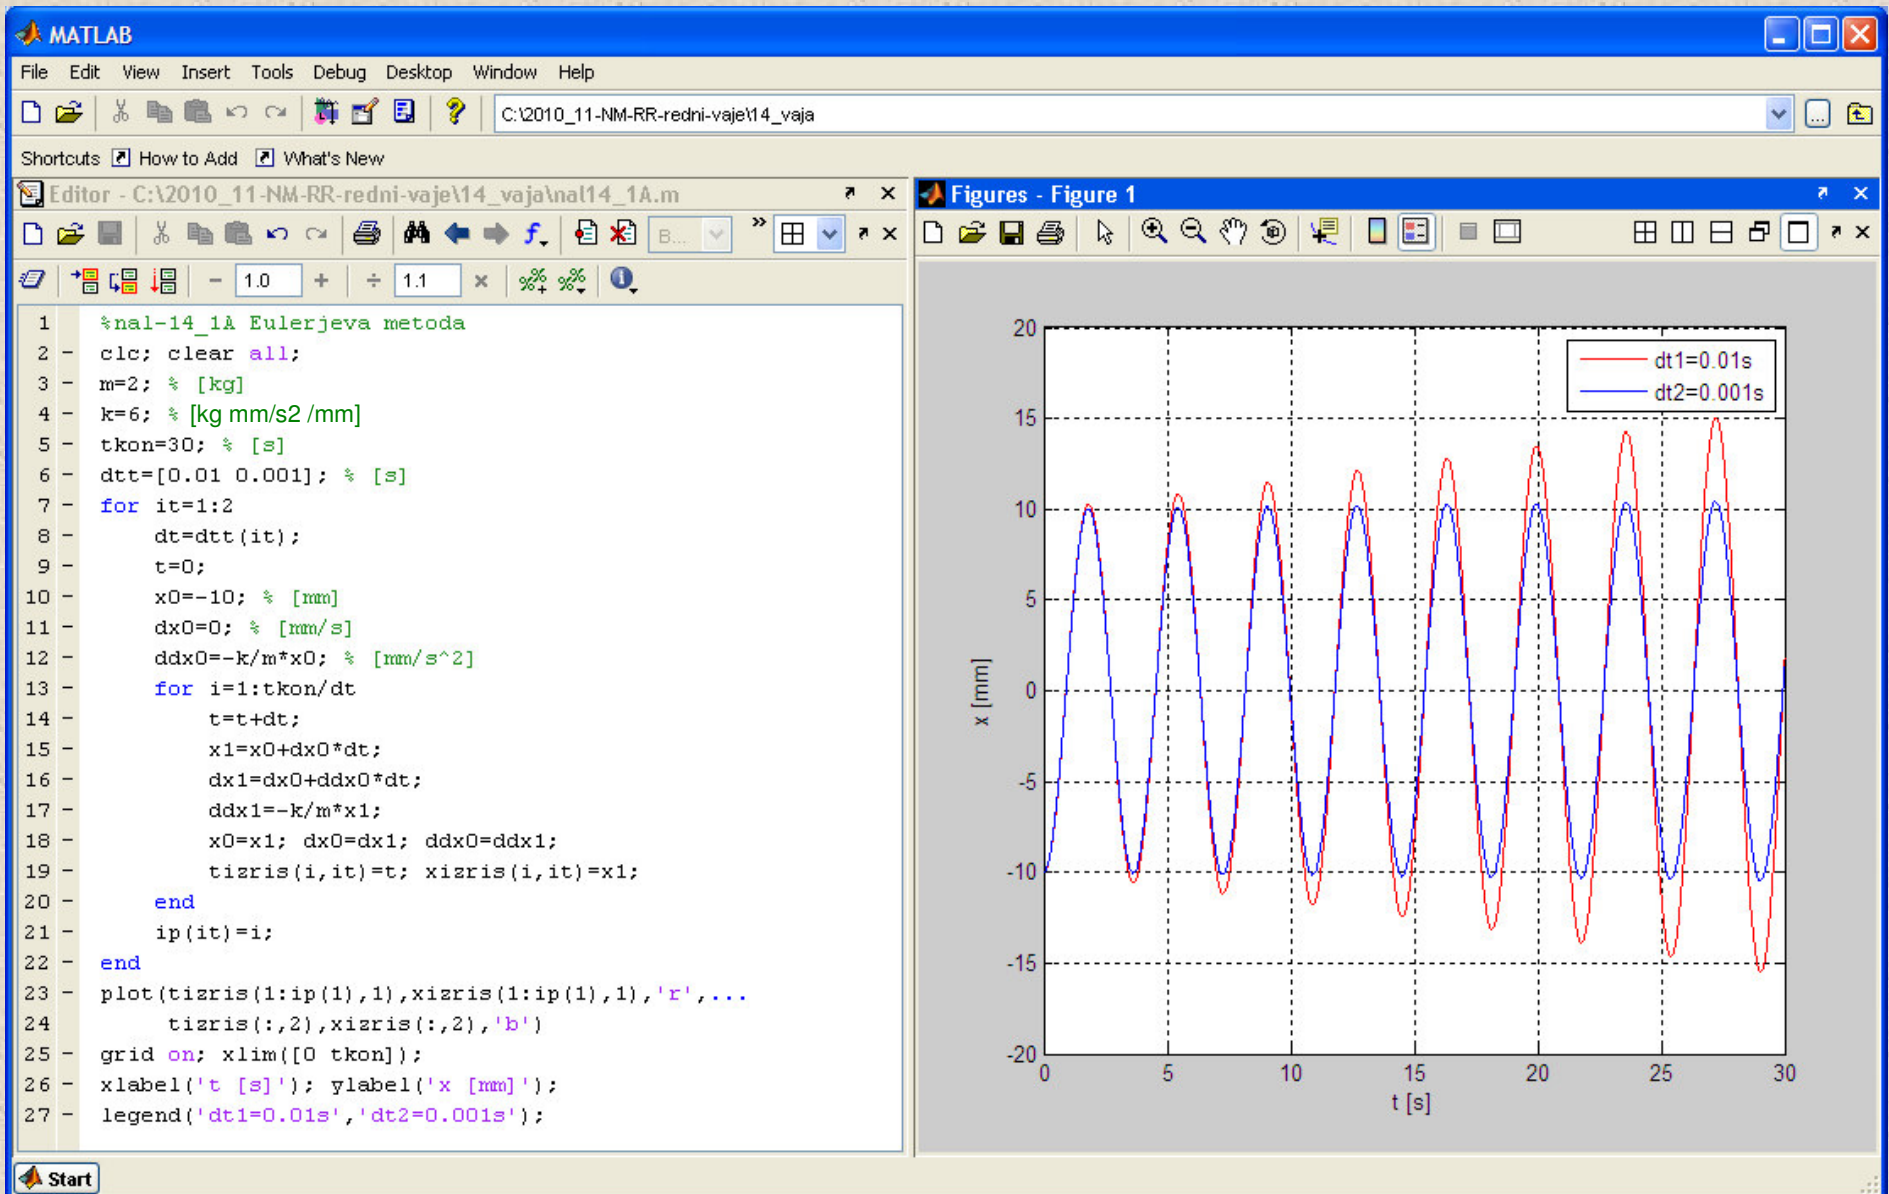 MATLAB
File Edit View Insert Tools Debug Desktop Window Help
C:\2010_11-NM-RR-redni-vaje\14_vaja
...
Shortcuts How to Add What's New
Editor - C:\2010_11-NM-RR-redni-vaje\14_vaja\nal14_1A.m
B...
- 1.0 + ÷ 1.1 ×
1 %nal-14_1A Eulerjeva metoda
2 - clc; clear all;
3 - m=2; % [kg]
4 - k=6; % [kg mm/s2 /mm]
5 - tkon=30; % [s]
6 - dtt=[0.01 0.001]; % [s]
7 - for it=1:2
8 - dt=dtt(it);
9 - t=0;
10 - x0=-10; % [mm]
11 - dx0=0; % [mm/s]
12 - ddx0=-k/m*x0; % [mm/s^2]
13 - for i=1:tkon/dt
14 - t=t+dt;
15 - x1=x0+dx0*dt;
16 - dx1=dx0+ddx0*dt;
17 - ddx1=-k/m*x1;
18 - x0=x1; dx0=dx1; ddx0=ddx1;
19 - tizris(i,it)=t; xizris(i,it)=x1;
20 - end
21 - ip(it)=i;
22 - end
23 - plot(tizris(1:ip(1),1),xizris(1:ip(1),1),'r',...
24 tizris(:,2),xizris(:,2),'b')
25 - grid on; xlim([0 tkon]);
26 - xlabel('t [s]'); ylabel('x [mm]');
27 - legend('dt1=0.01s','dt2=0.001s');
Figures - Figure 1
dt1=0.01s
dt2=0.001s
20
15
10
5
0
-5
-10
-15
-20
x [mm]
0 5 10 15 20 25 30
t [s]
Start